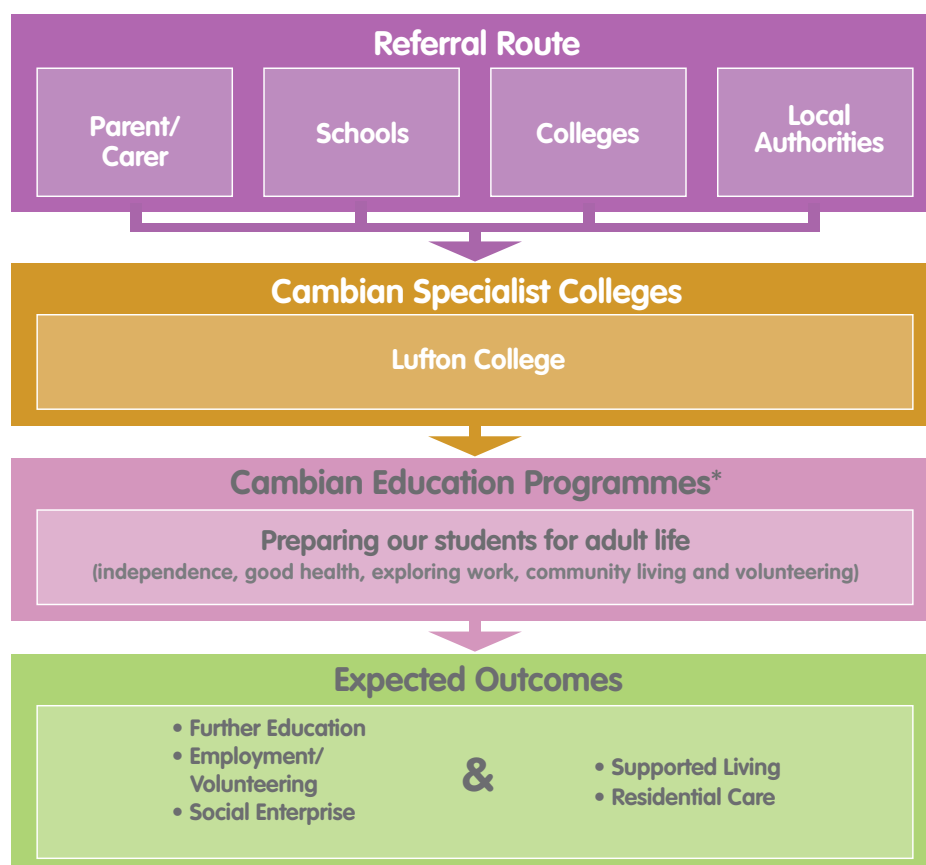 Referral Route
Parent/
Carer
Schools
Colleges
Local
Authorities
Cambian Specialist Colleges
Lufton College
Cambian Education Programmes*
Preparing our students for adult life
(independence, good health, exploring work, community living and volunteering)
Expected Outcomes
• Further Education
• Employment/
Volunteering
• Social Enterprise
&
• Supported Living
• Residential Care